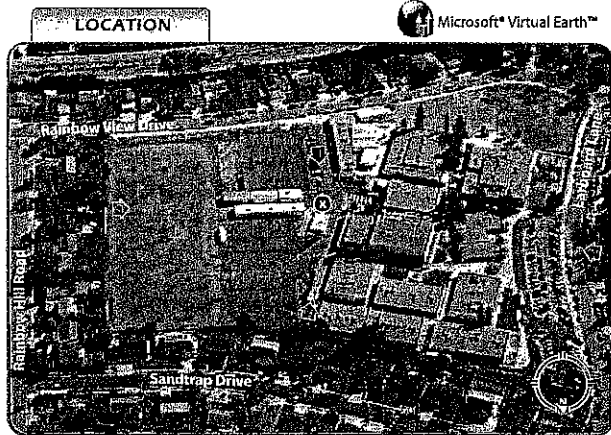 LOCATION
Microsoft® Virtual Earth™
Rainbow View Drive
Rainbow Hill Road
Sandtrap Drive
N